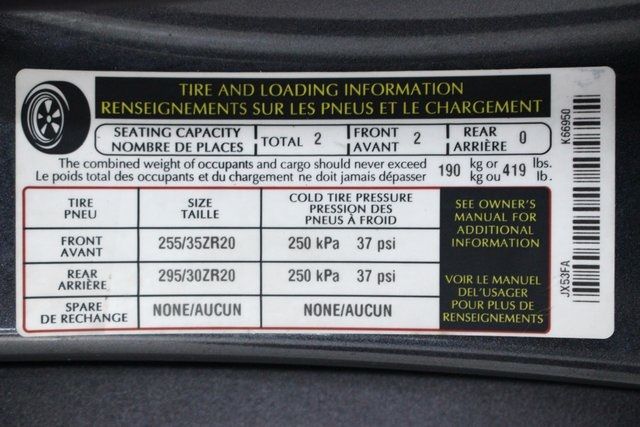 TIRE AND LOADING INFORMATION
RENSEIGNEMENTS SUR LES PNEUS ET LE CHARGEMENT
SEATING CAPACITY
NOMBRE DE PLACES
TOTAL 2
FRONT
AVANT 2
REAR
ARRIÈRE 0
The combined weight of occupants and cargo should never exceed
Le poids total des occupants et du chargement ne doit jamais dépasser
190 kg or 419 lbs.
kg ou lb.
TIRE
PNEU
SIZE
TAILLE
COLD TIRE PRESSURE
PRESSION DES
PNEUS À FROID
FRONT
AVANT
255/35ZR20
250 kPa 37 psi
REAR
ARRIÈRE
295/30ZR20
250 kPa 37 psi
SPARE
DE RECHANGE
NONE/AUCUN
NONE/AUCUN
SEE OWNER'S
MANUAL FOR
ADDITIONAL
INFORMATION
VOIR LE MANUEL
DEL'USAGER
POUR PLUS DE
RENSEIGNEMENTS
K66950
JX53FA